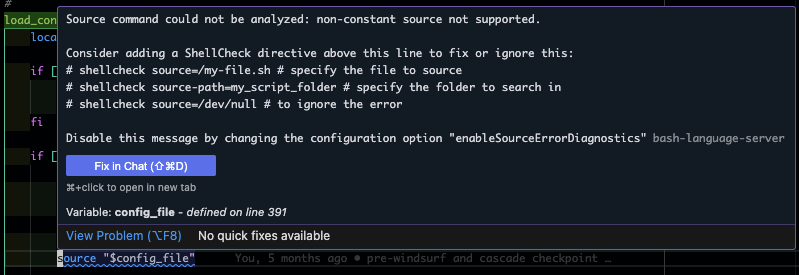 #
load_con
Source command could not be analyzed: non-constant source not supported.
loca
Consider adding a ShellCheck directive above this line to fix or ignore this:
if [
# shellcheck source=/my-file.sh # specify the file to source
# shellcheck source-path=my_script_folder # specify the folder to search in
# shellcheck source=/dev/null # to ignore the error
fi
Disable this message by changing the configuration option "enableSourceErrorDiagnostics" bash-language-server
if [
Fix in Chat (⇧⌘D)
⌘+click to open in new tab
Variable: config_file - defined on line 391
View Problem (⌥F8) No quick fixes available
source "$config_file" You, 5 months ago • pre-windsurf and cascade checkpoint …